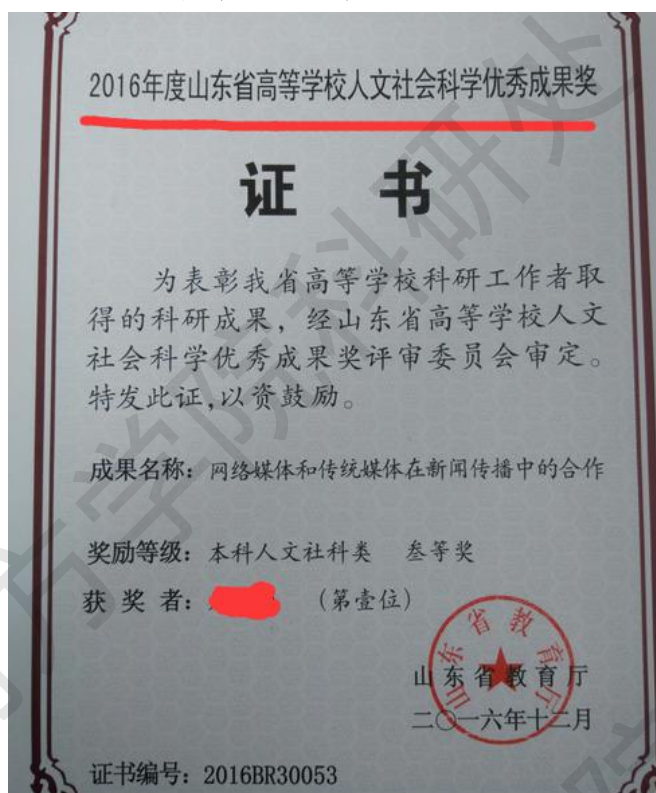 2016年度山东省高等学校人文社会科学优秀成果奖
证 书
为表彰我省高等学校科研工作者取
得的科研成果，经山东省高等学校人文
社会科学优秀成果奖评审委员会审定。
特发此证,以资鼓励。
成果名称：网络媒体和传统媒体在新闻传播中的合作
奖励等级：本科人文社科类 叁等奖
获 奖 者： （第壹位）
山东省教育厅
山东省教育厅
二〇一六年十二月
证书编号：2016BR30053
学院科研处